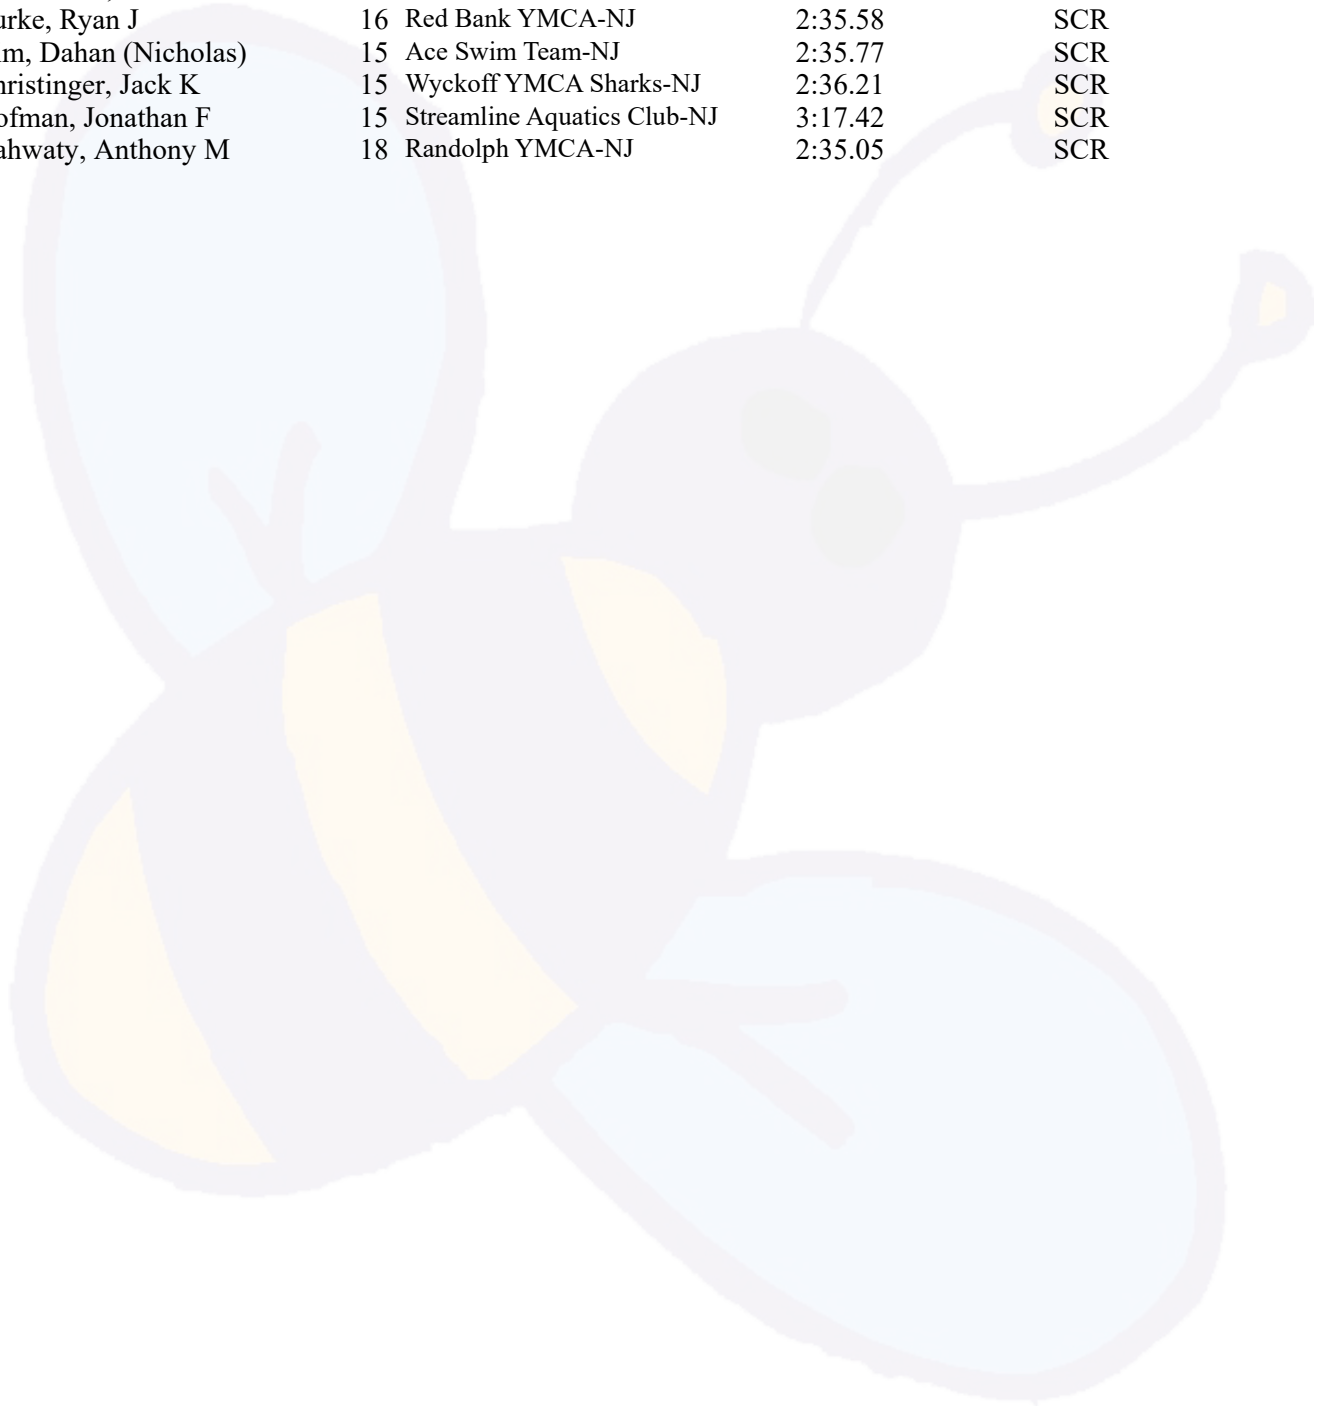 urke, Ryan J 16 Red Bank YMCA-NJ 2:35.58 SCR
m, Dahan (Nicholas) 15 Ace Swim Team-NJ 2:35.77 SCR
hristinger, Jack K 15 Wyckoff YMCA Sharks-NJ 2:36.21 SCR
ofman, Jonathan F 15 Streamline Aquatics Club-NJ 3:17.42 SCR
ahwaty, Anthony M 18 Randolph YMCA-NJ 2:35.05 SCR